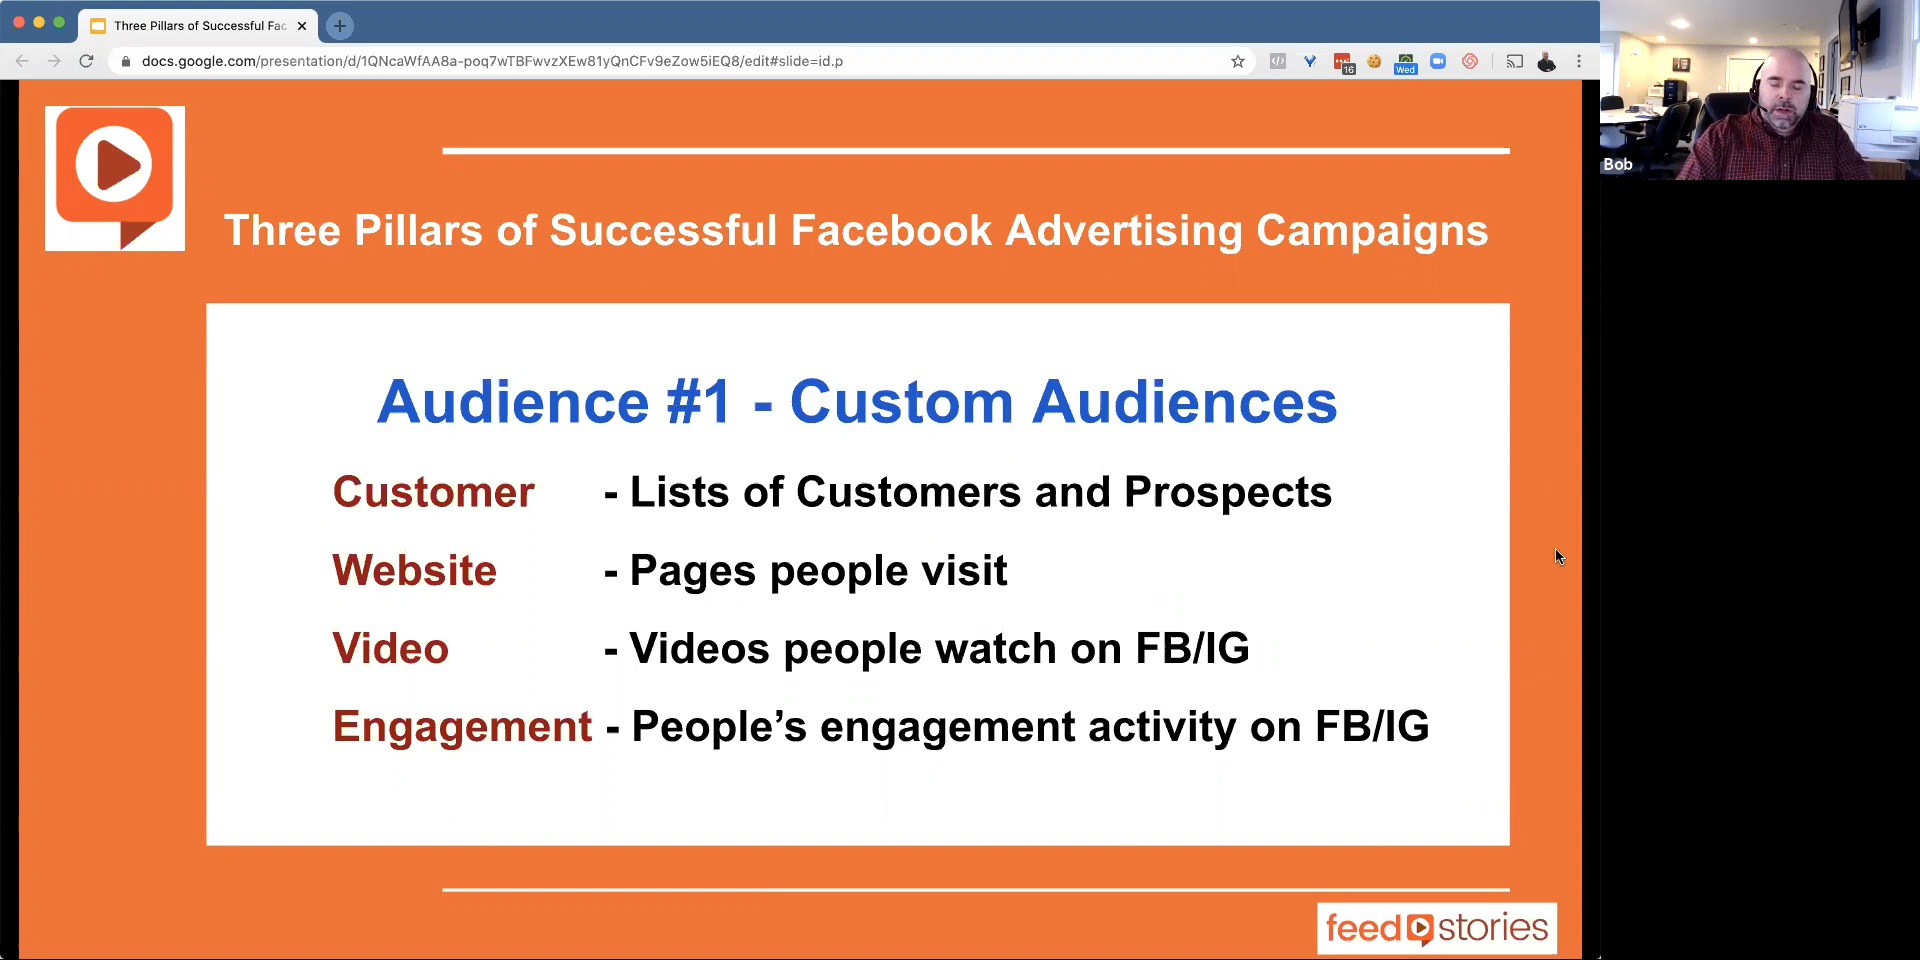 Three Pillars of Successful Fac
docs.google.com/presentation/d/1QNcaWfAA8a-poq7wTBFwvzXEw81yQnCFv9eZow5iEQ8/edit#slide=id.p
16
Wed
Bob
Three Pillars of Successful Facebook Advertising Campaigns
Audience #1 - Custom Audiences
Customer - Lists of Customers and Prospects
Website - Pages people visit
Video - Videos people watch on FB/IG
Engagement - People’s engagement activity on FB/IG
feed stories